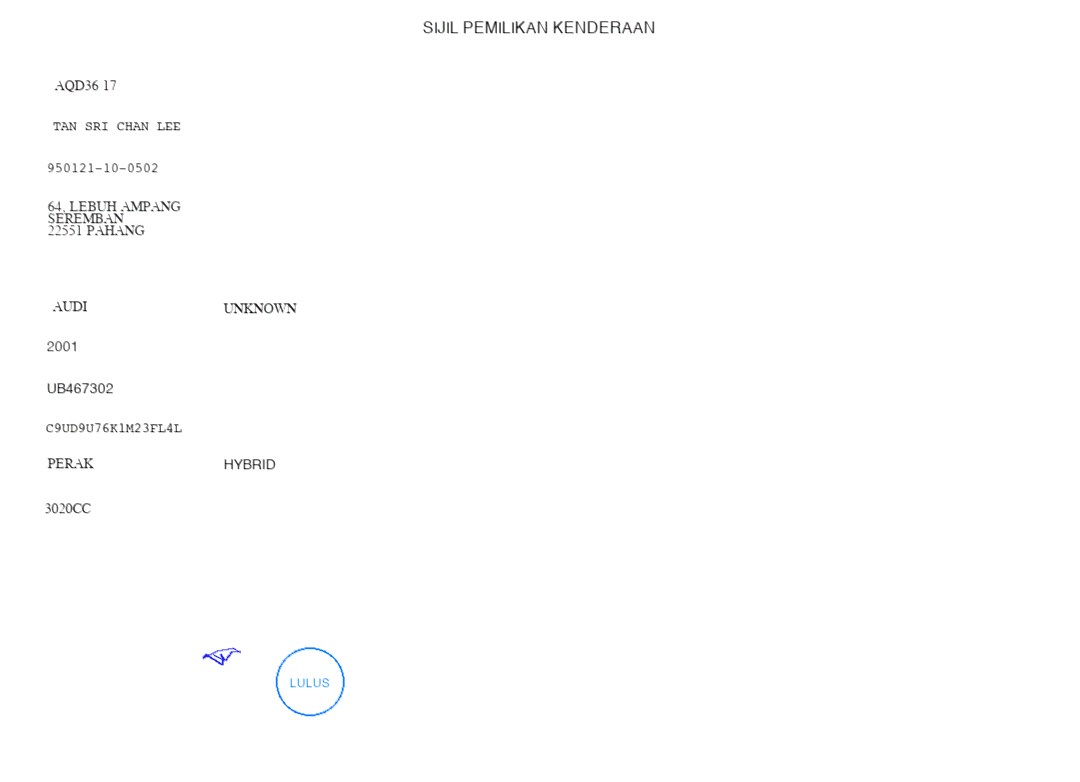 SIJIL PEMILIKAN KENDERAAN
AQD36 17
TAN SRI CHAN LEE
950121-10-0502
64, LEBUH AMPANG
SEREMBAN
22551 PAHANG
AUDI UNKNOWN
2001
UB467302
C9UD9U76K1M23FL4L
PERAK HYBRID
3020CC
LULUS